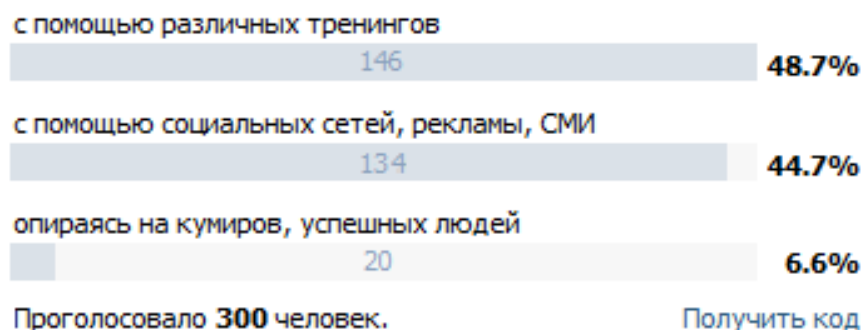 с помощью различных тренингов
146
48.7%
с помощью социальных сетей, рекламы, СМИ
134
44.7%
опираясь на кумиров, успешных людей
20
6.6%
Проголосовало 300 человек. Получить код